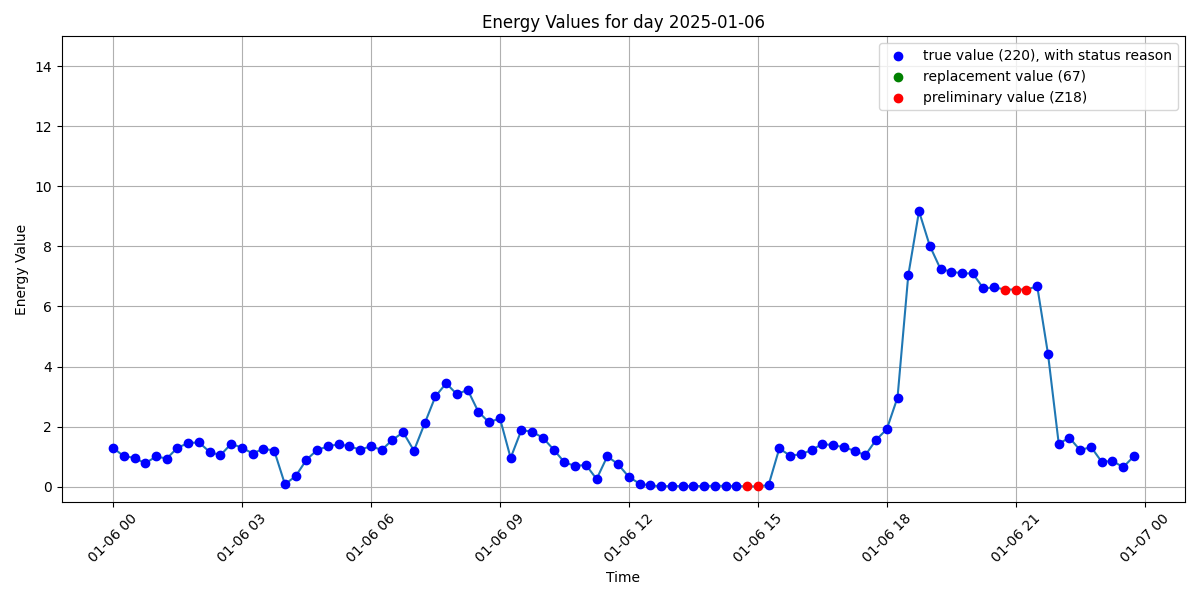 Energy Values for day 2025-01-06
true value (220), with status reason
replacement value (67)
preliminary value (Z18)
Energy Value
14
12
10
8
6
4
2
0
01-06 00
01-06 03
01-06 06
01-06 09
01-06 12
01-06 15
01-06 18
01-06 21
01-07 00
Time